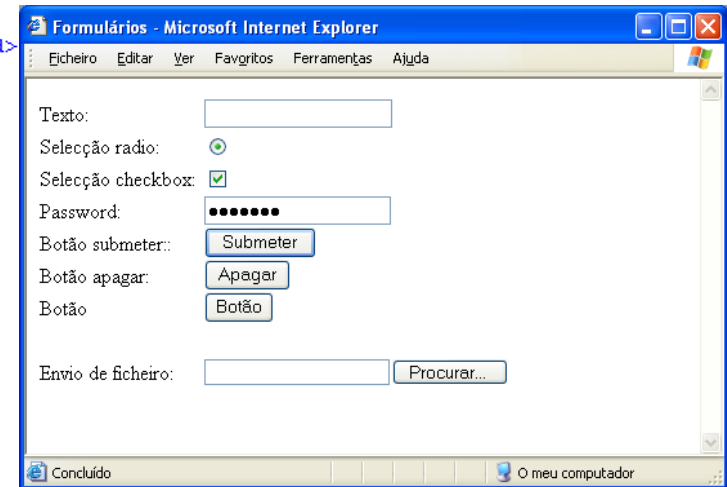 Formulários - Microsoft Internet Explorer
Ficheiro Editar Ver Favoritos Ferramentas Ajuda
Texto:
Selecção radio:
Selecção checkbox:
Password: •••••••
Botão submeter:: Submeter
Botão apagar: Apagar
Botão Botão
Envio de ficheiro: Procurar...
Concluído O meu computador